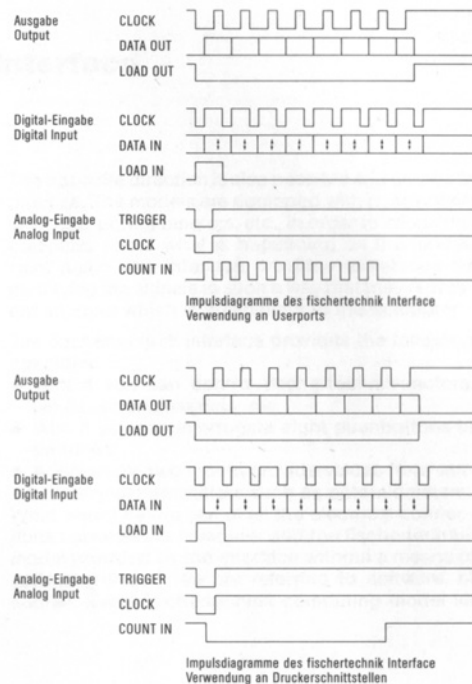 Ausgabe
Output
CLOCK
DATA OUT
LOAD OUT
Digital-Eingabe
Digital Input
CLOCK
DATA IN
LOAD IN
Analog-Eingabe
Analog Input
TRIGGER
CLOCK
COUNT IN
Impulsdiagramme des fischertechnik Interface
Verwendung an Userports
Ausgabe
Output
CLOCK
DATA OUT
LOAD OUT
Digital-Eingabe
Digital Input
CLOCK
DATA IN
LOAD IN
Analog-Eingabe
Analog Input
TRIGGER
CLOCK
COUNT IN
Impulsdiagramme des fischertechnik Interface
Verwendung an Druckerschnittstellen